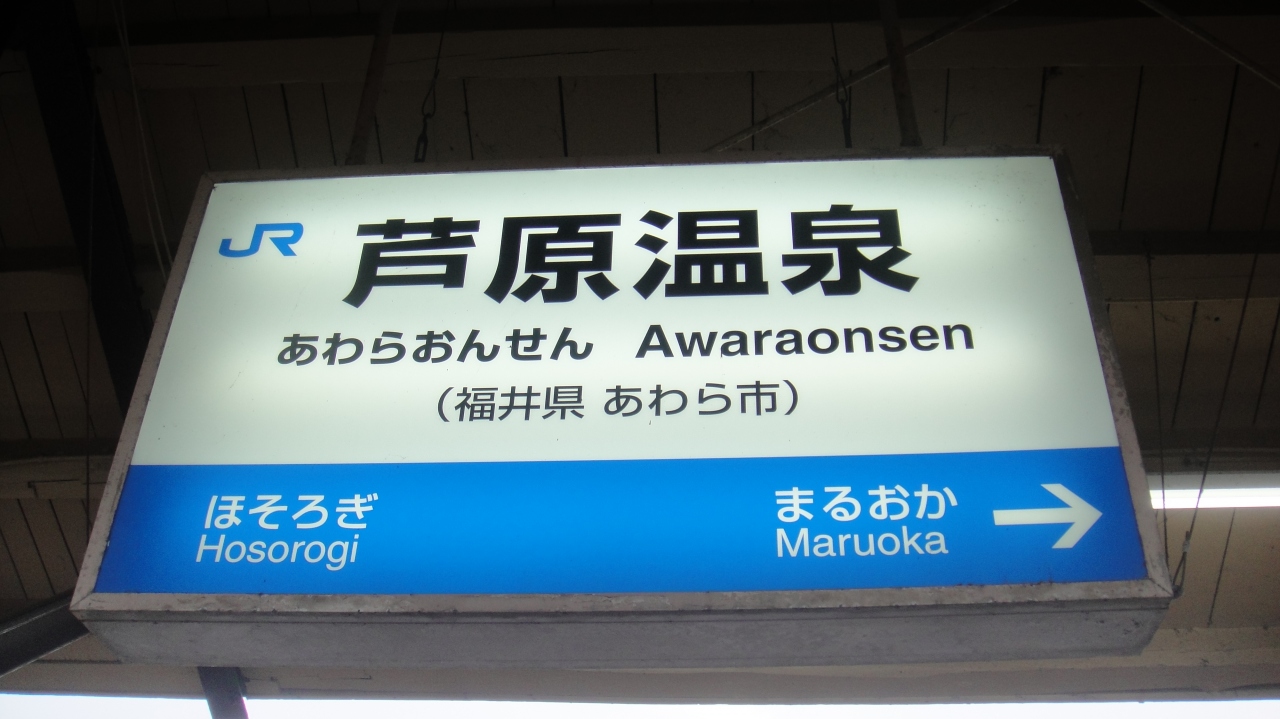 JR 芦原温泉
あわらおんせん Awaraonsen
（福井県 あわら市）
ほそろぎ
Hosorogi
まるおか →
Maruoka